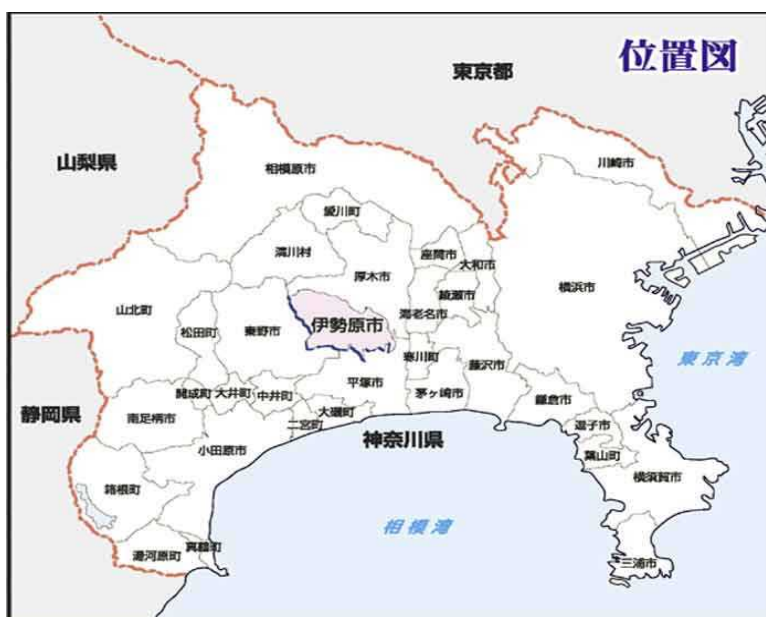 位置図
東京都
山梨県
川崎市
相模原市
愛川町
清川村
座間市
大和市
厚木市
横浜市
綾瀬市
山北町
海老名市
松田町
秦野市
伊勢原市
寒川町
藤沢市
東京湾
平塚市
開成町
大井町
中井町
茅ヶ崎市
鎌倉市
静岡県
南足柄市
大磯町
二宮町
逗子市
神奈川県
小田原市
葉山町
横須賀市
箱根町
相模湾
真鶴町
湯河原町
三浦市